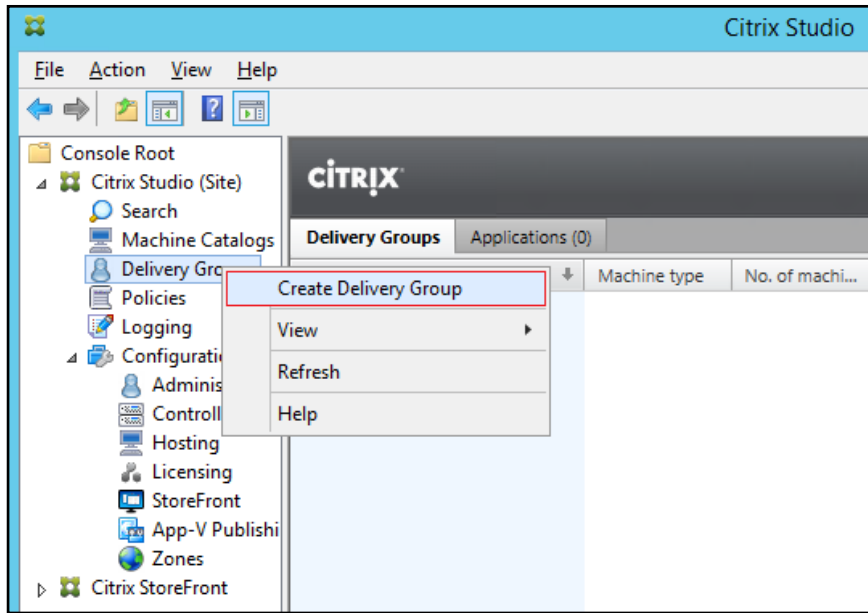 Citrix Studio
File Action View Help
Console Root
Citrix Studio (Site)
Search
Machine Catalogs
Delivery Gro
Policies
Logging
Configurati
Adminis
Controll
Hosting
Licensing
StoreFront
App-V Publishi
Zones
Citrix StoreFront
CİTRIX
Delivery Groups Applications (0)
Machine type No. of machi...
Create Delivery Group
View
Refresh
Help